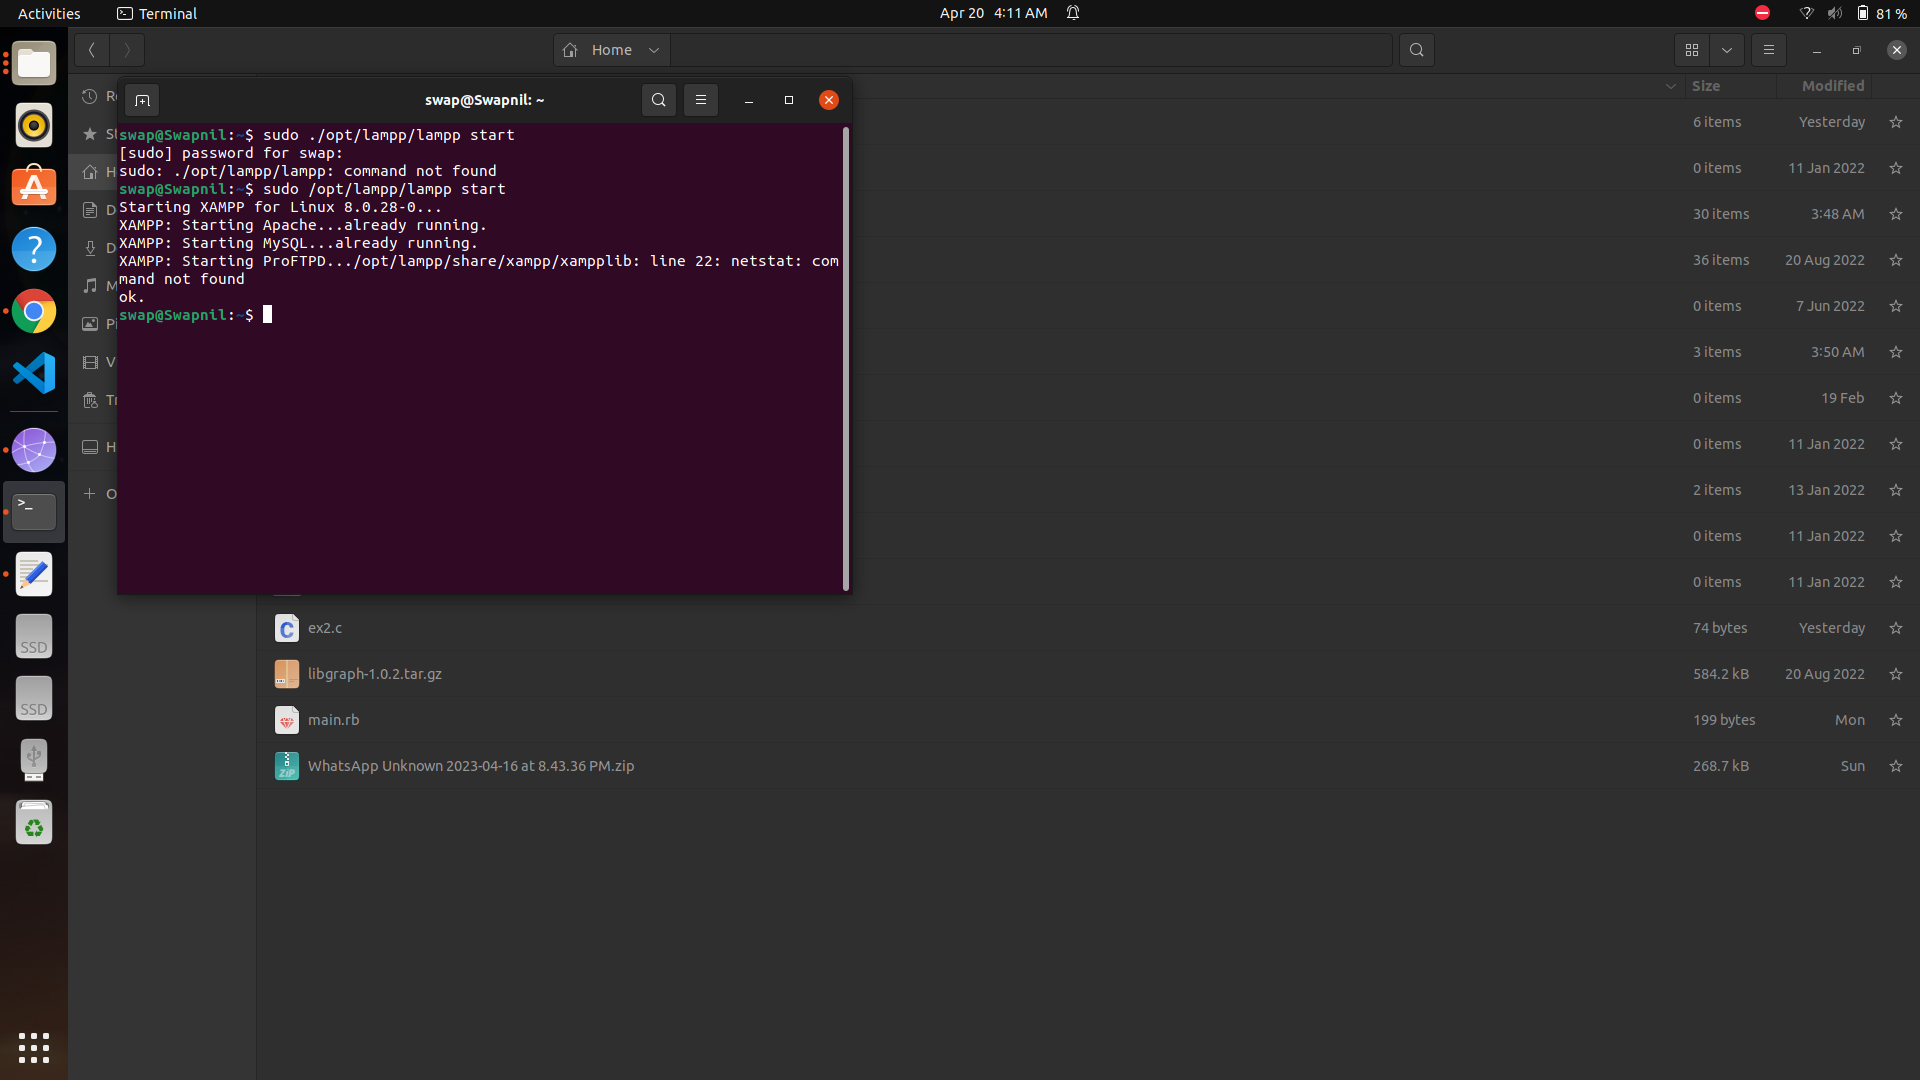 Activities
Terminal
Apr 20 4:11 AM
81 %
Home
Size
Modified
swap@Swapnil: ~
swap@Swapnil:~$ sudo ./opt/lampp/lampp start
[sudo] password for swap:
sudo: ./opt/lampp/lampp: command not found
swap@Swapnil:~$ sudo /opt/lampp/lampp start
Starting XAMPP for Linux 8.0.28-0...
XAMPP: Starting Apache...already running.
XAMPP: Starting MySQL...already running.
XAMPP: Starting ProFTPD.../opt/lampp/share/xampp/xampplib: line 22: netstat: com
mand not found
ok.
swap@Swapnil:~$
6 items Yesterday
0 items 11 Jan 2022
30 items 3:48 AM
36 items 20 Aug 2022
0 items 7 Jun 2022
3 items 3:50 AM
0 items 19 Feb
0 items 11 Jan 2022
2 items 13 Jan 2022
0 items 11 Jan 2022
0 items 11 Jan 2022
ex2.c 74 bytes Yesterday
libgraph-1.0.2.tar.gz 584.2 kB 20 Aug 2022
main.rb 199 bytes Mon
WhatsApp Unknown 2023-04-16 at 8.43.36 PM.zip 268.7 kB Sun
SSD
SSD